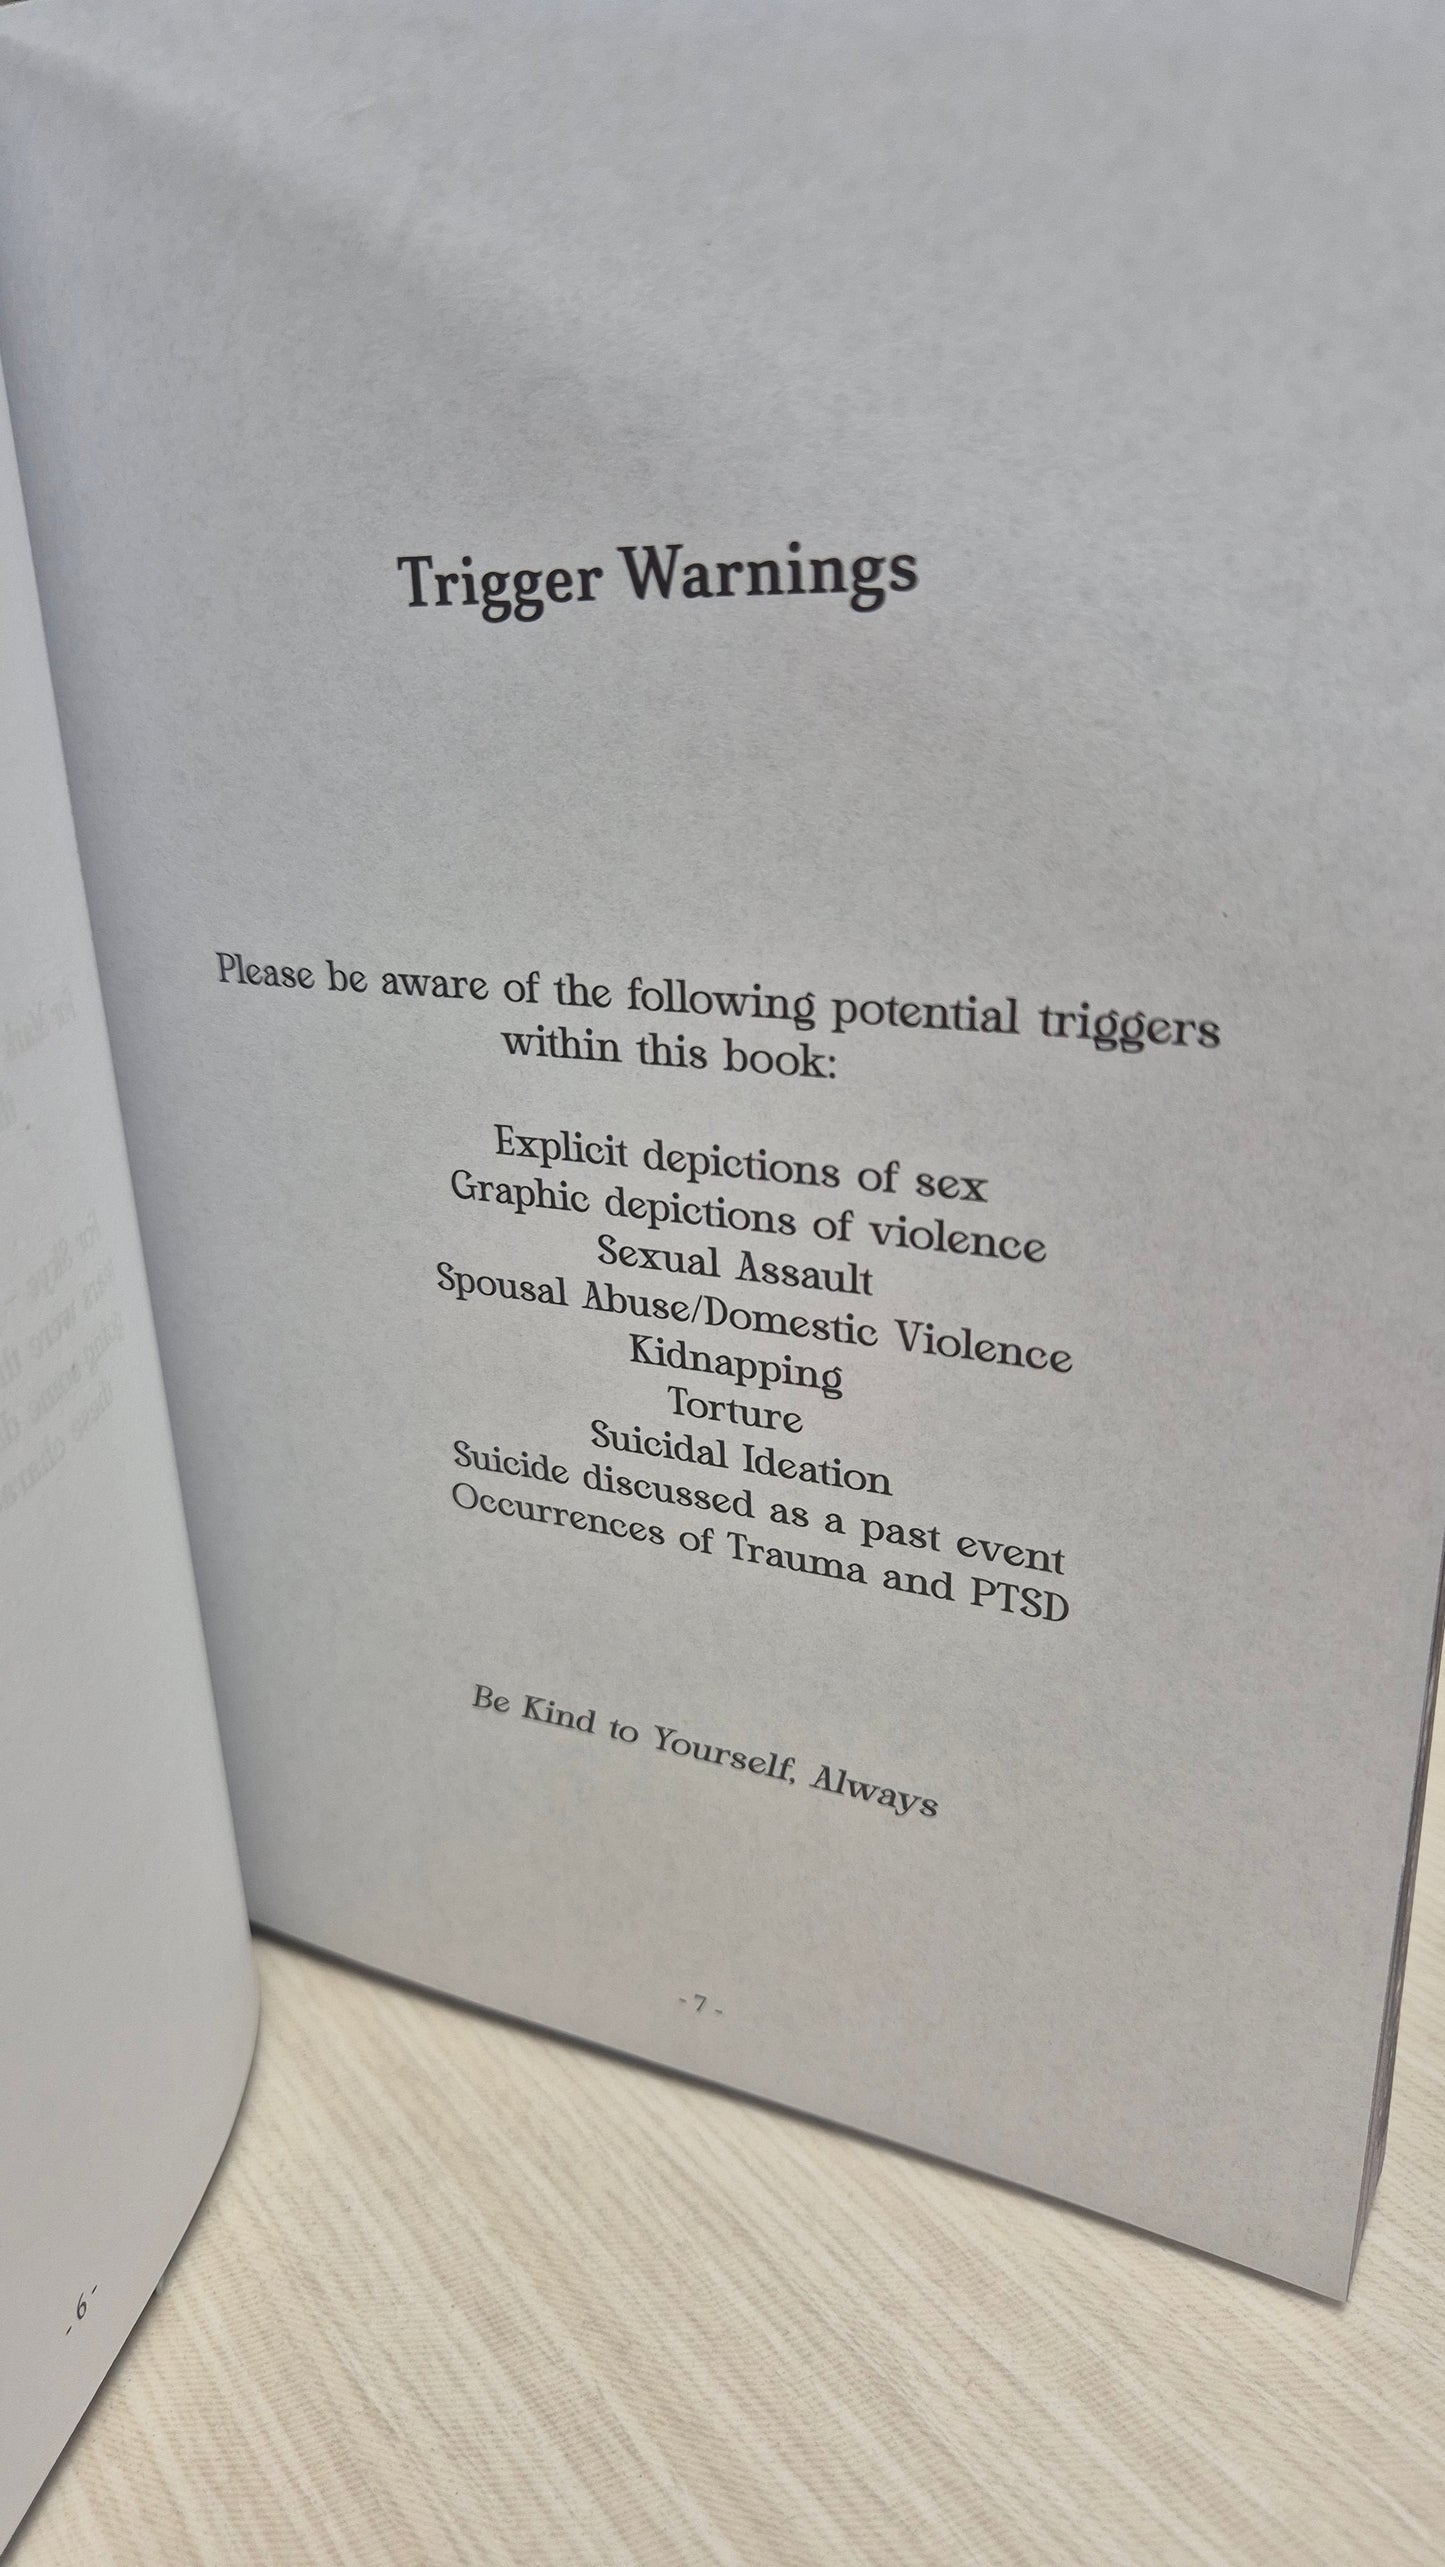 Trigger Warnings
Please be aware of the following potential triggers
within this book:
Explicit depictions of sex
Graphic depictions of violence
Sexual Assault
Spousal Abuse/Domestic Violence
Kidnapping
Torture
Suicidal Ideation
Suicide discussed as a past event
Occurrences of Trauma and PTSD
Be Kind to Yourself, Always
- 7 -
- 6 -